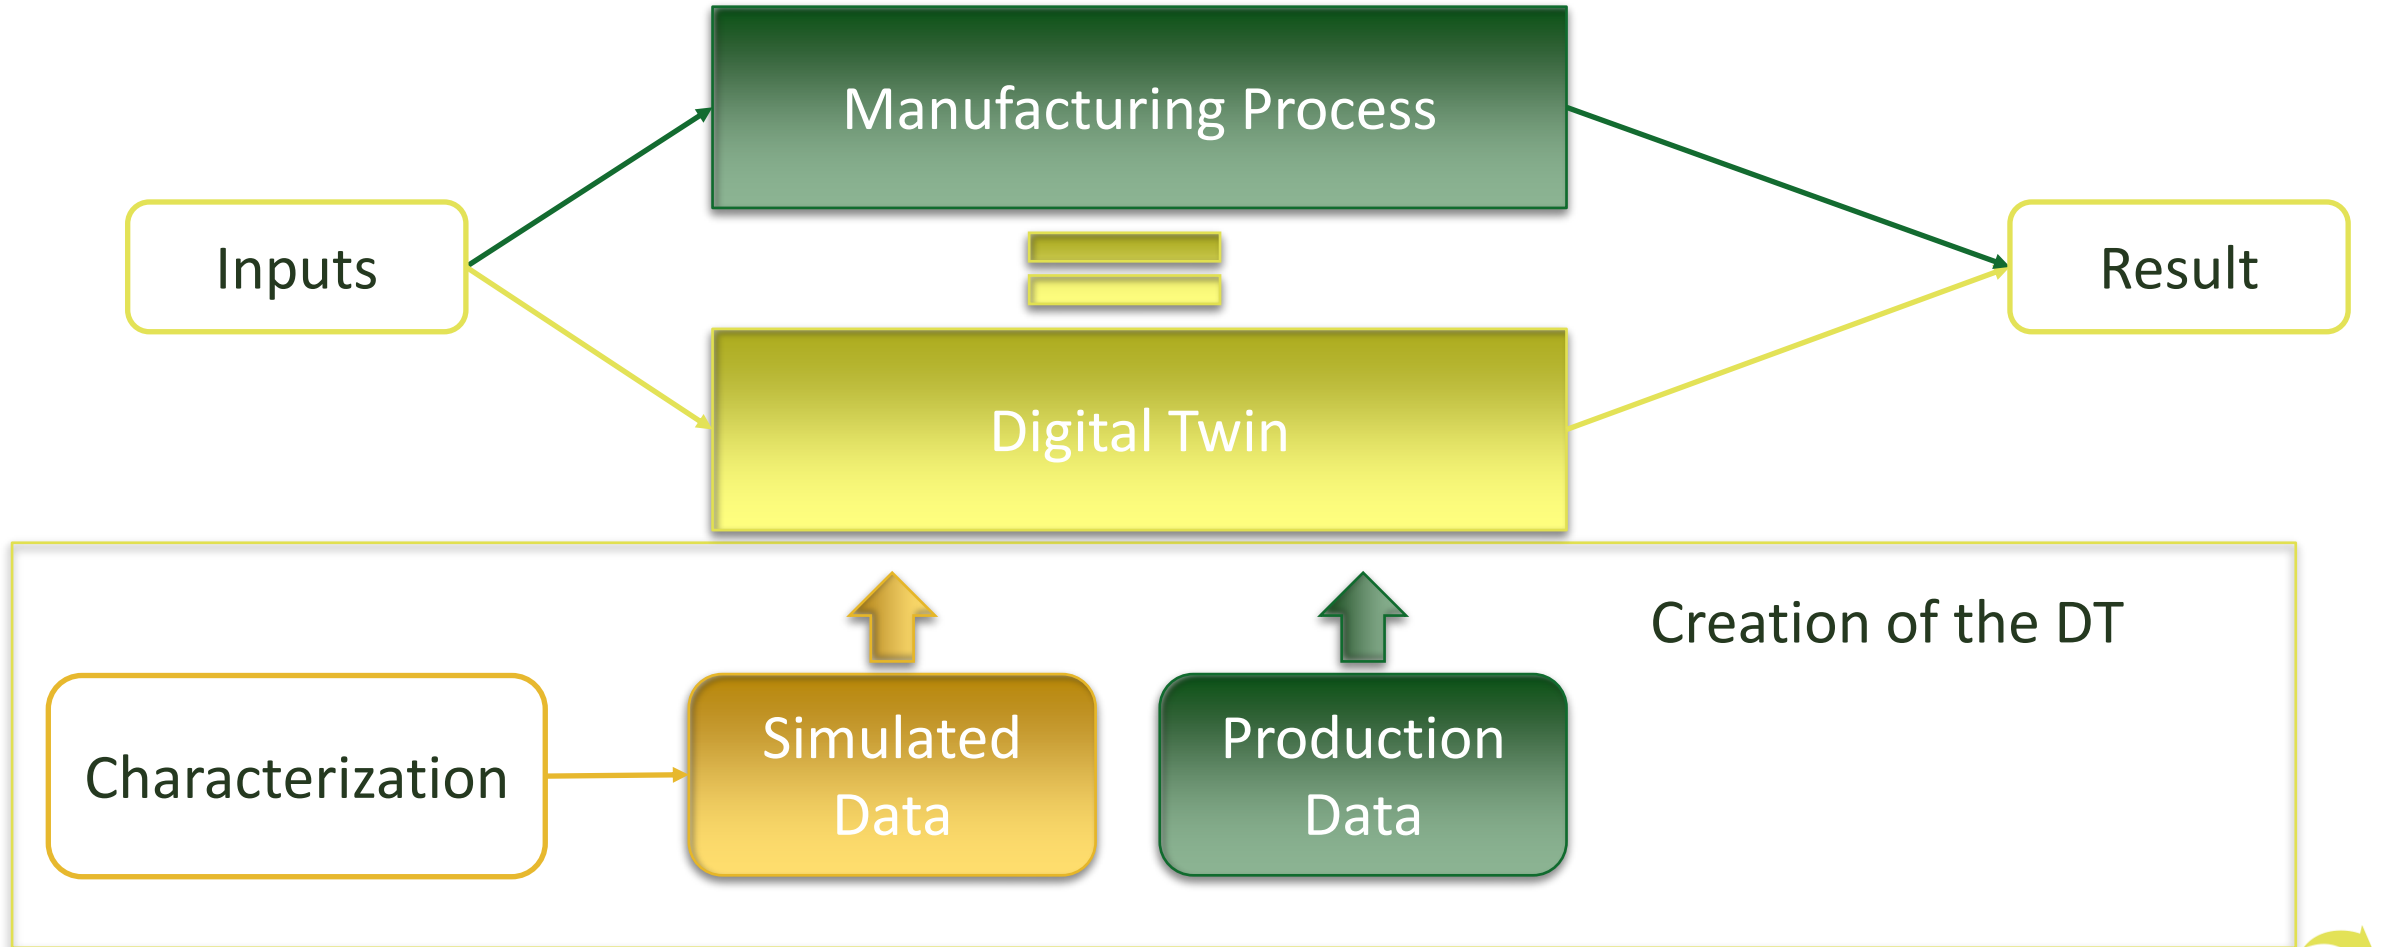 Manufacturing Process
Inputs
Result
Digital Twin
Creation of the DT
Characterization
Simulated
Data
Production
Data